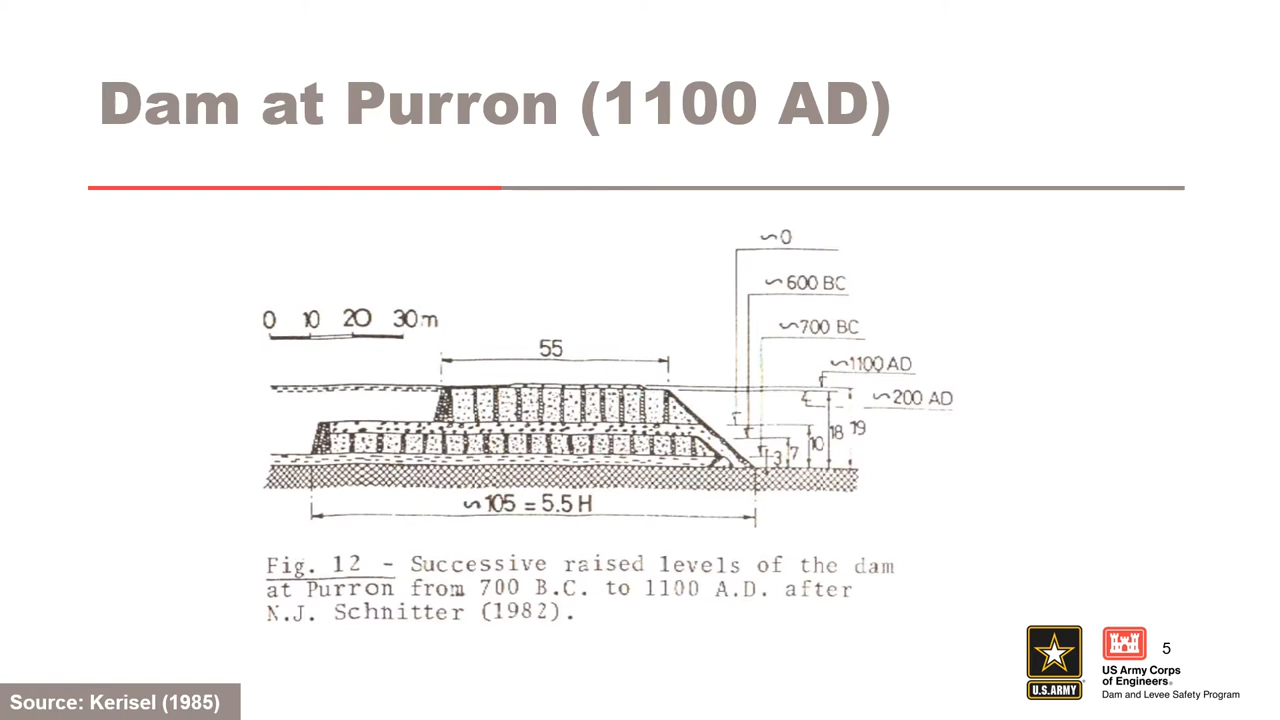 Dam at Purron (1100 AD)
~0
~600 BC
0 10 20 30m
~700 BC
55
~1100 AD
4
~200 AD
3 7 10 18 19
~105 = 5.5H
Fig. 12 - Successive raised levels of the dam
at Purron from 700 B.C. to 1100 A.D. after
N.J. Schnitter (1982).
5
US Army Corps
of Engineers®
U.S.ARMY
Dam and Levee Safety Program
Source: Kerisel (1985)